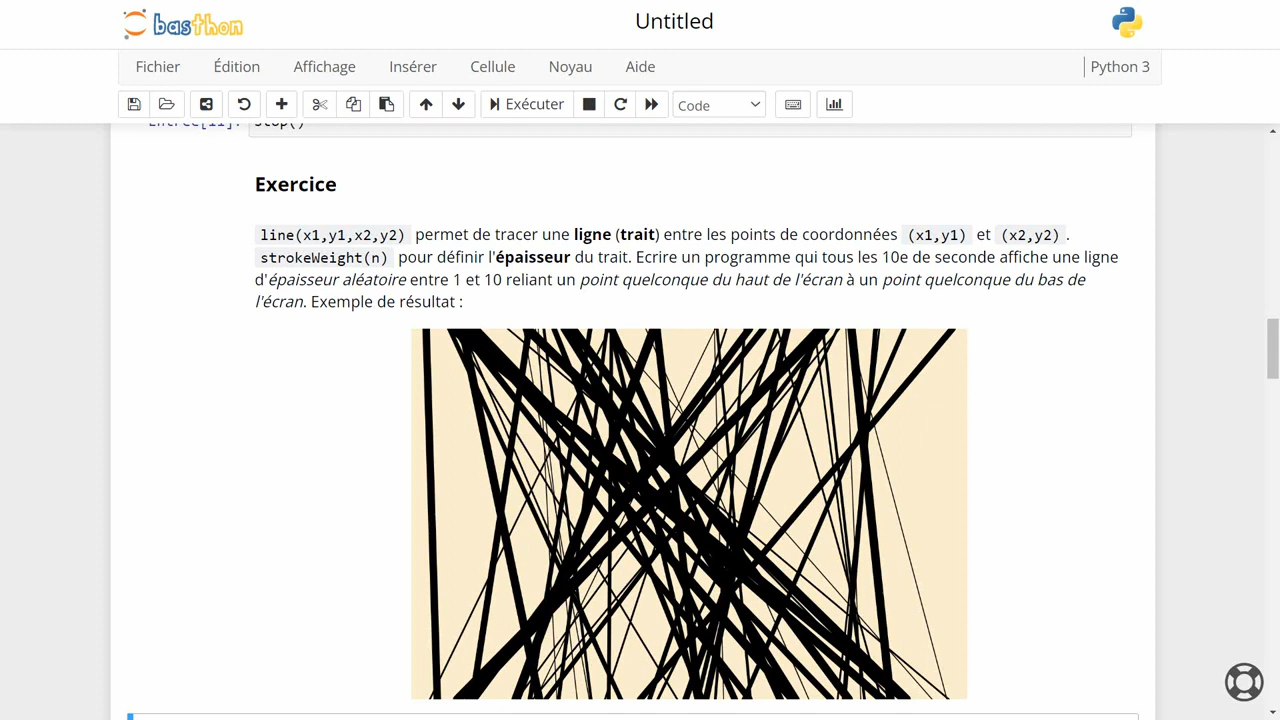 basthon
Untitled
Fichier Édition Affichage Insérer Cellule Noyau Aide Python 3
Exécuter Code
Entrée[11]: stop()
Exercice
line(x1,y1,x2,y2) permet de tracer une ligne (trait) entre les points de coordonnées (x1,y1) et (x2,y2) .
strokeWeight(n) pour définir l'épaisseur du trait. Ecrire un programme qui tous les 10e de seconde affiche une ligne
d'épaisseur aléatoire entre 1 et 10 reliant un point quelconque du haut de l'écran à un point quelconque du bas de
l'écran. Exemple de résultat :